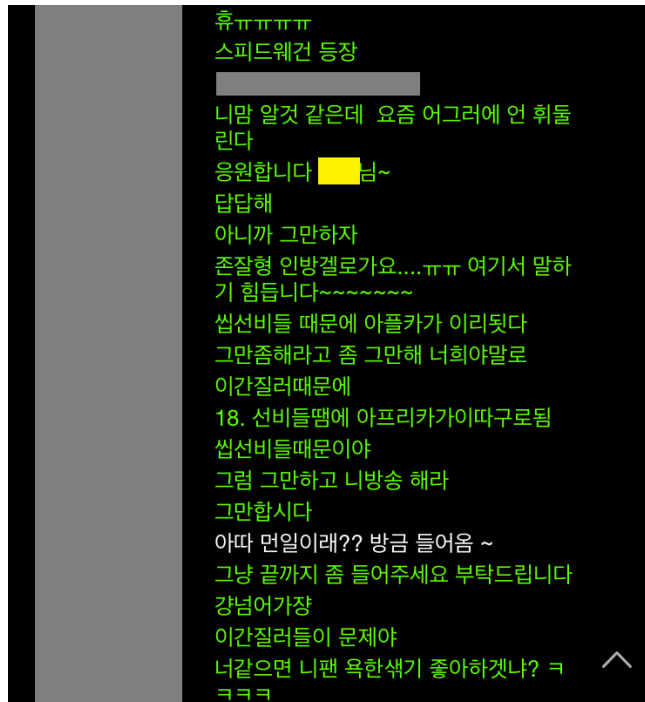 휴ㅠㅠㅠㅠ
스피드웨건 등장
니맘 알것 같은데  요즘 어그러에 언 휘둘
린다
응원합니다 님~
답답해
아니까 그만하자
존잘형 인방겔로가요....ㅠㅠ 여기서 말하
기 힘듭니다~~~~~~~
씹선비들 때문에 아플카가 이리됫다
그만좀해라고 좀 그만해 너희야말로
이간질러때문에
18. 선비들땜에 아프리카가이따구로됨
씹선비들때문이야
그럼 그만하고 니방송 해라
그만합시다
아따 먼일이래?? 방금 들어옴 ~
그냥 끝까지 좀 들어주세요 부탁드립니다
걍넘어가쟝
이간질러들이 문제야
너같으면 니팬 욕한섂기 좋아하겠냐? ㅋ
ㅋㅋㅋ